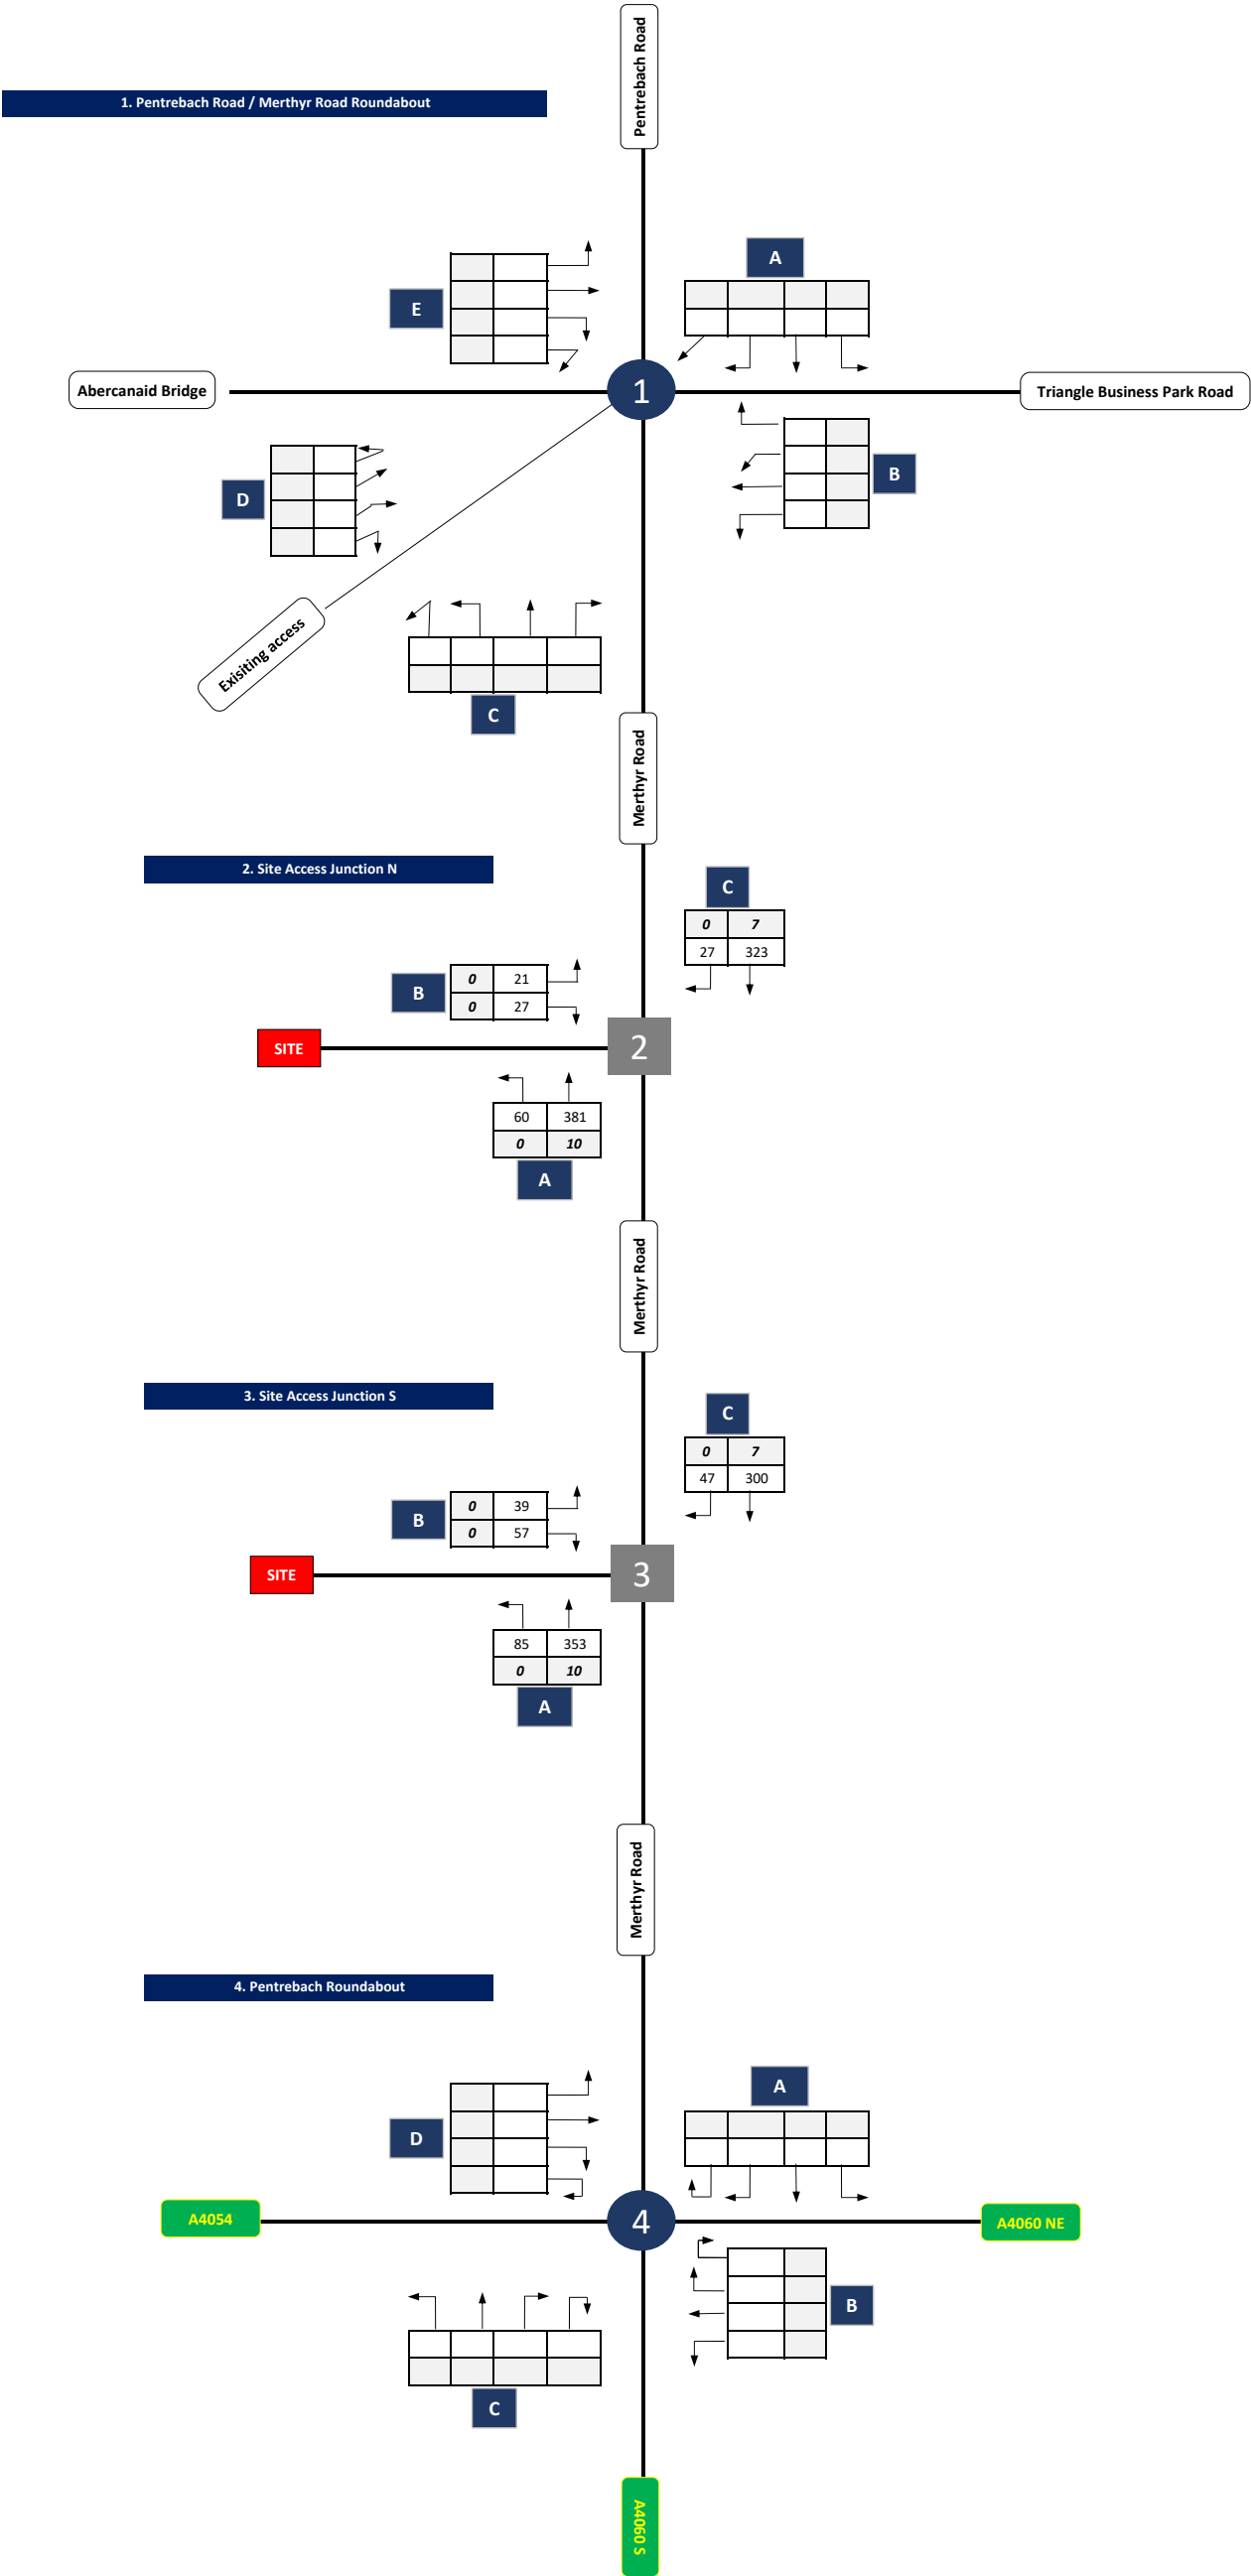 Pentrebach Road
1. Pentrebach Road / Merthyr Road Roundabout
A
E
1
Abercanaid Bridge
Triangle Business Park Road
B
D
Exisiting access
C
Merthyr Road
2. Site Access Junction N
C
0 7
27 323
B
0 21
0 27
SITE
2
60 381
0 10
A
Merthyr Road
3. Site Access Junction S
C
0 7
47 300
B
0 39
0 57
SITE
3
85 353
0 10
A
Merthyr Road
4. Pentrebach Roundabout
A
D
A4054
4
A4060 NE
B
C
A4060 S